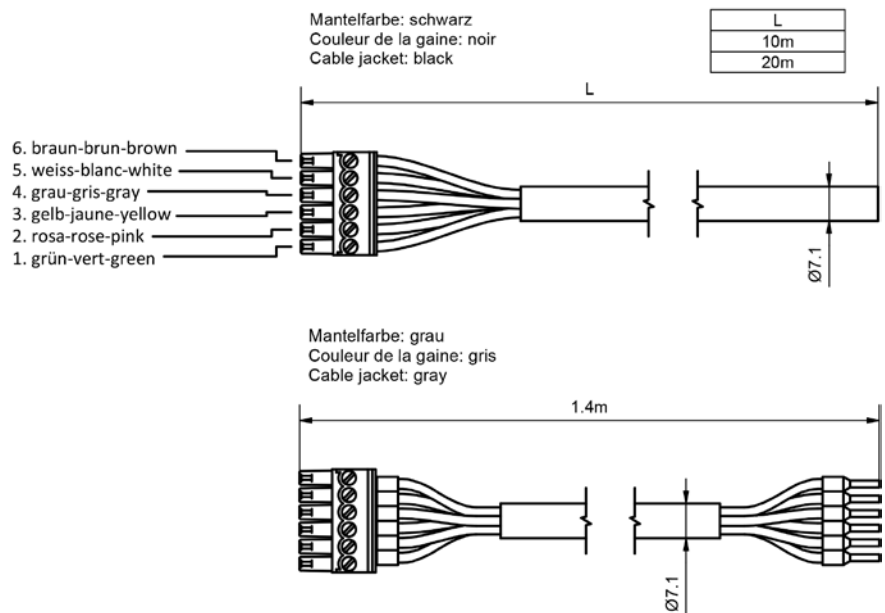 Mantelfarbe: schwarz
Couleur de la gaine: noir
Cable jacket: black
L
10m
20m
L
6. braun-brun-brown
5. weiss-blanc-white
4. grau-gris-gray
3. gelb-jaune-yellow
2. rosa-rose-pink
1. grün-vert-green
Ø7.1
Mantelfarbe: grau
Couleur de la gaine: gris
Cable jacket: gray
1.4m
Ø7.1